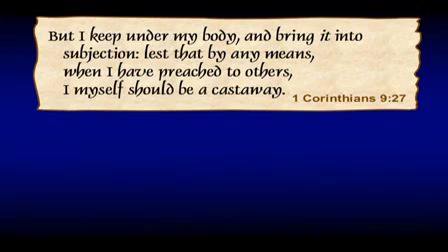 But I keep under my body, and bring it into
subjection: lest that by any means,
when I have preached to others,
I myself should be a castaway.
1 Corinthians 9:27